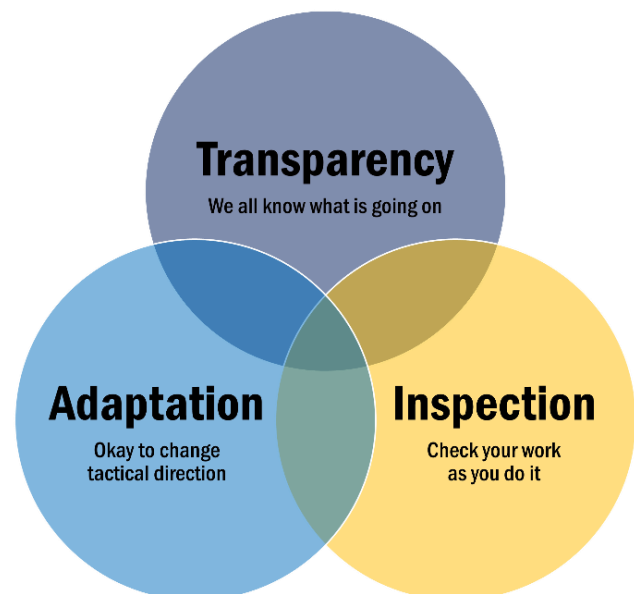 Transparency
We all know what is going on
Adaptation
Okay to change
tactical direction
Inspection
Check your work
as you do it